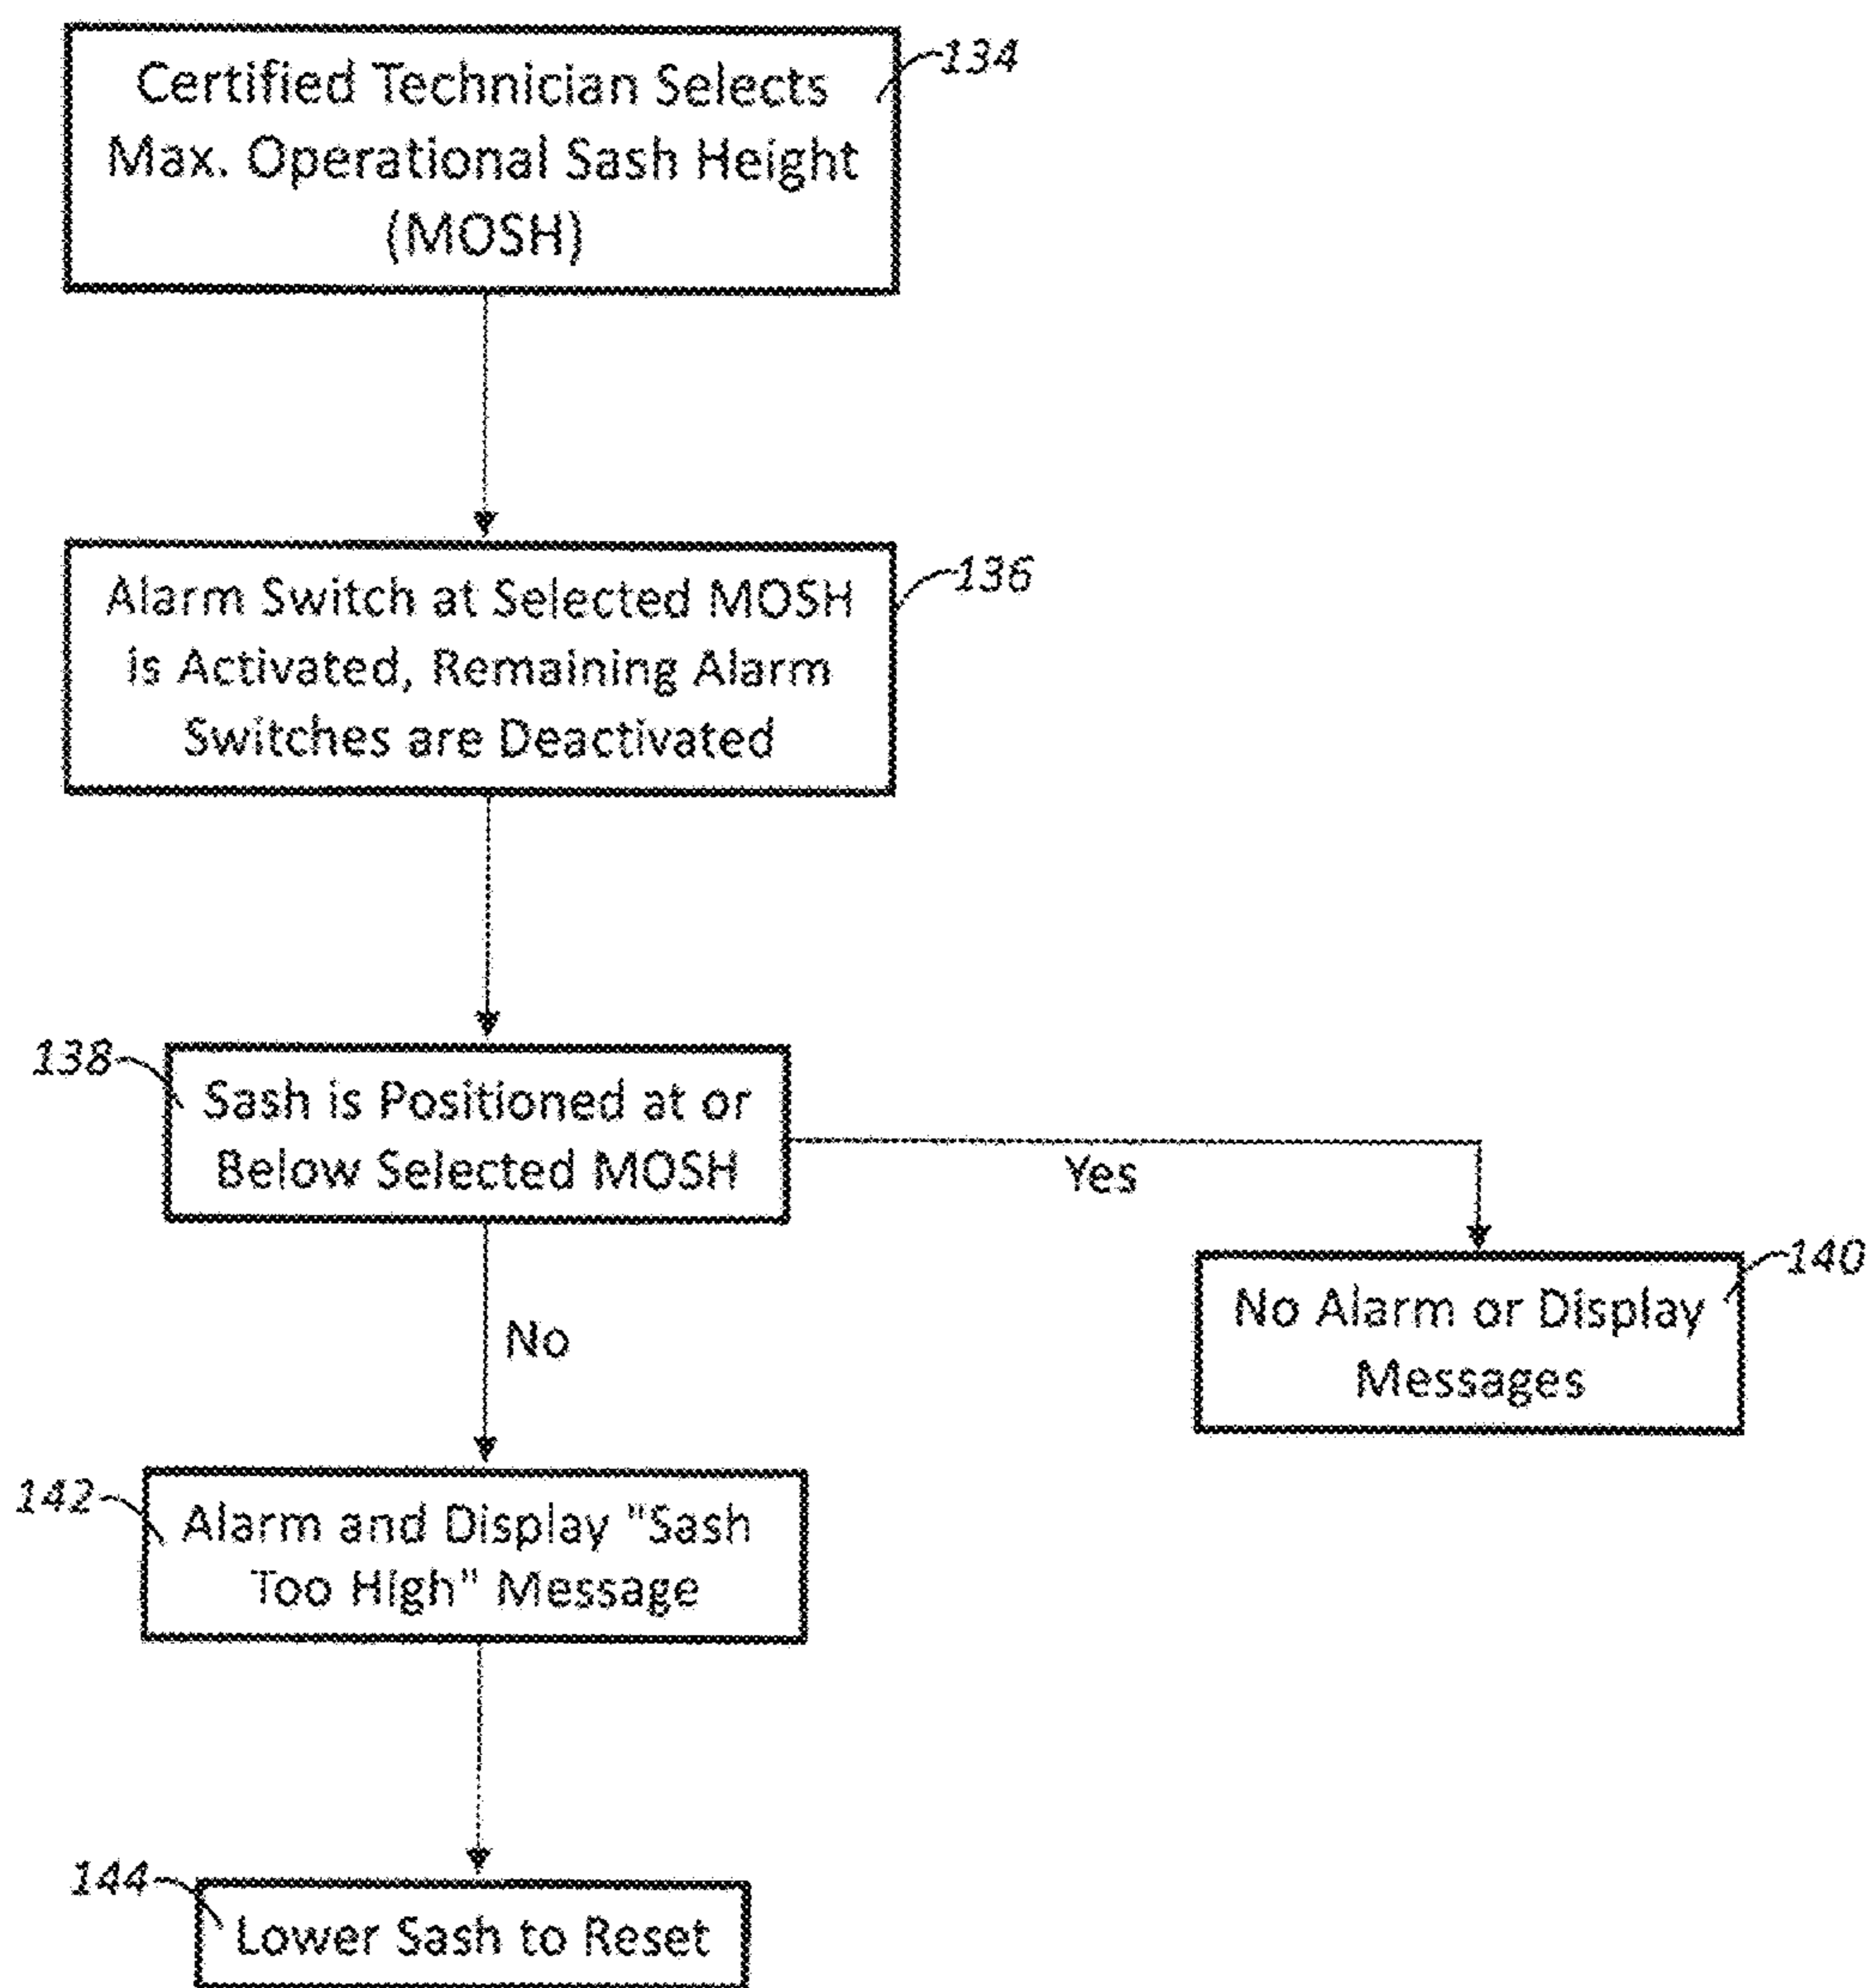 Certified Technician Selects
Max. Operational Sash Height
(MOSH)
134
Alarm Switch at Selected MOSH
is Activated, Remaining Alarm
Switches are Deactivated
136
138
Sash is Positioned at or
Below Selected MOSH
Yes
No
No Alarm or Display
Messages
140
142
Alarm and Display "Sash
Too High" Message
144
Lower Sash to Reset